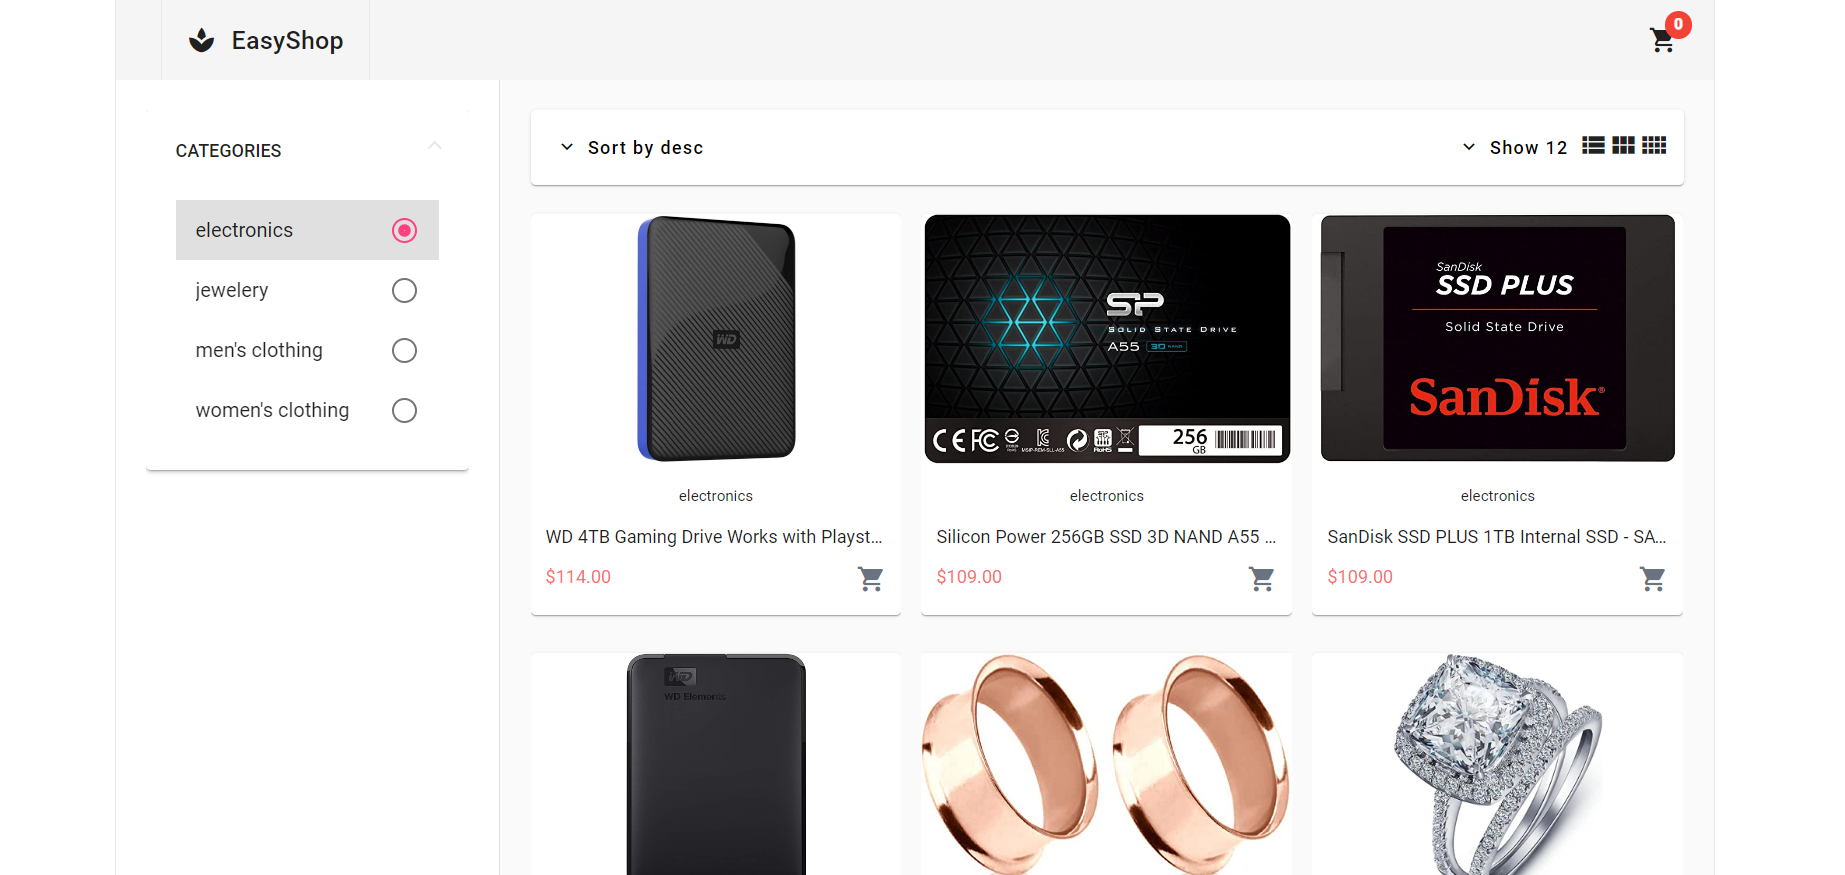 EasyShop
0
CATEGORIES
electronics
jewelery
men's clothing
women's clothing
Sort by desc
Show 12
WD
SP
SOLID STATE DRIVE
A55 3D NAND
256
GB
SanDisk
SSD PLUS
Solid State Drive
SanDisk®
electronics
WD 4TB Gaming Drive Works with Playst...
$114.00
electronics
Silicon Power 256GB SSD 3D NAND A55 ...
$109.00
electronics
SanDisk SSD PLUS 1TB Internal SSD - SA...
$109.00
WD
WD Elements